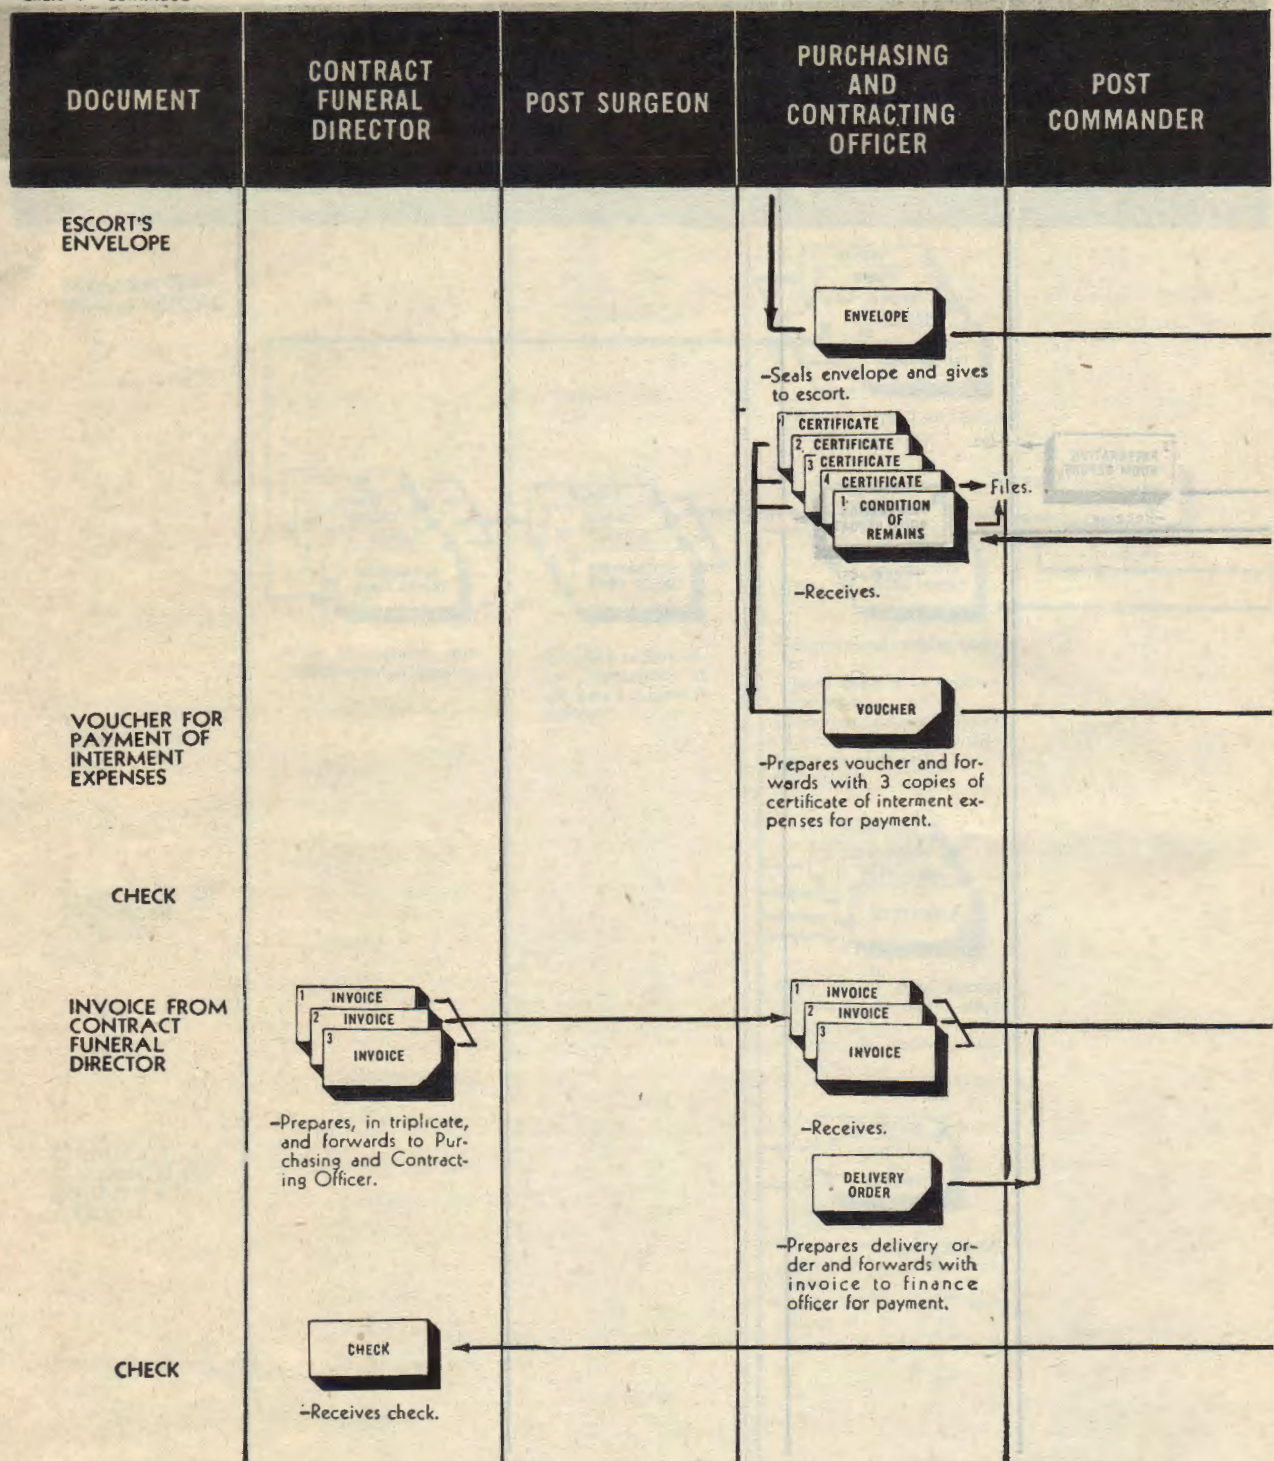 DOCUMENT
CONTRACT
FUNERAL
DIRECTOR
POST SURGEON
PURCHASING
AND
CONTRACTING
OFFICER
POST
COMMANDER
ESCORT'S
ENVELOPE
ENVELOPE
-Seals envelope and gives
to escort.
1 CERTIFICATE
2 CERTIFICATE
3 CERTIFICATE
4 CERTIFICATE
Files.
1 CONDITION
OF
REMAINS
-Receives.
VOUCHER FOR
PAYMENT OF
INTERMENT
EXPENSES
VOUCHER
-Prepares voucher and for-
wards with 3 copies of
certificate of interment ex-
penses for payment.
CHECK
INVOICE FROM
CONTRACT
FUNERAL
DIRECTOR
1 INVOICE
2 INVOICE
3 INVOICE
-Prepares, in triplicate,
and forwards to Pur-
chasing and Contract-
ing Officer.
1 INVOICE
2 INVOICE
3 INVOICE
-Receives.
DELIVERY
ORDER
-Prepares delivery or-
der and forwards with
invoice to finance
officer for payment.
CHECK
CHECK
-Receives check.